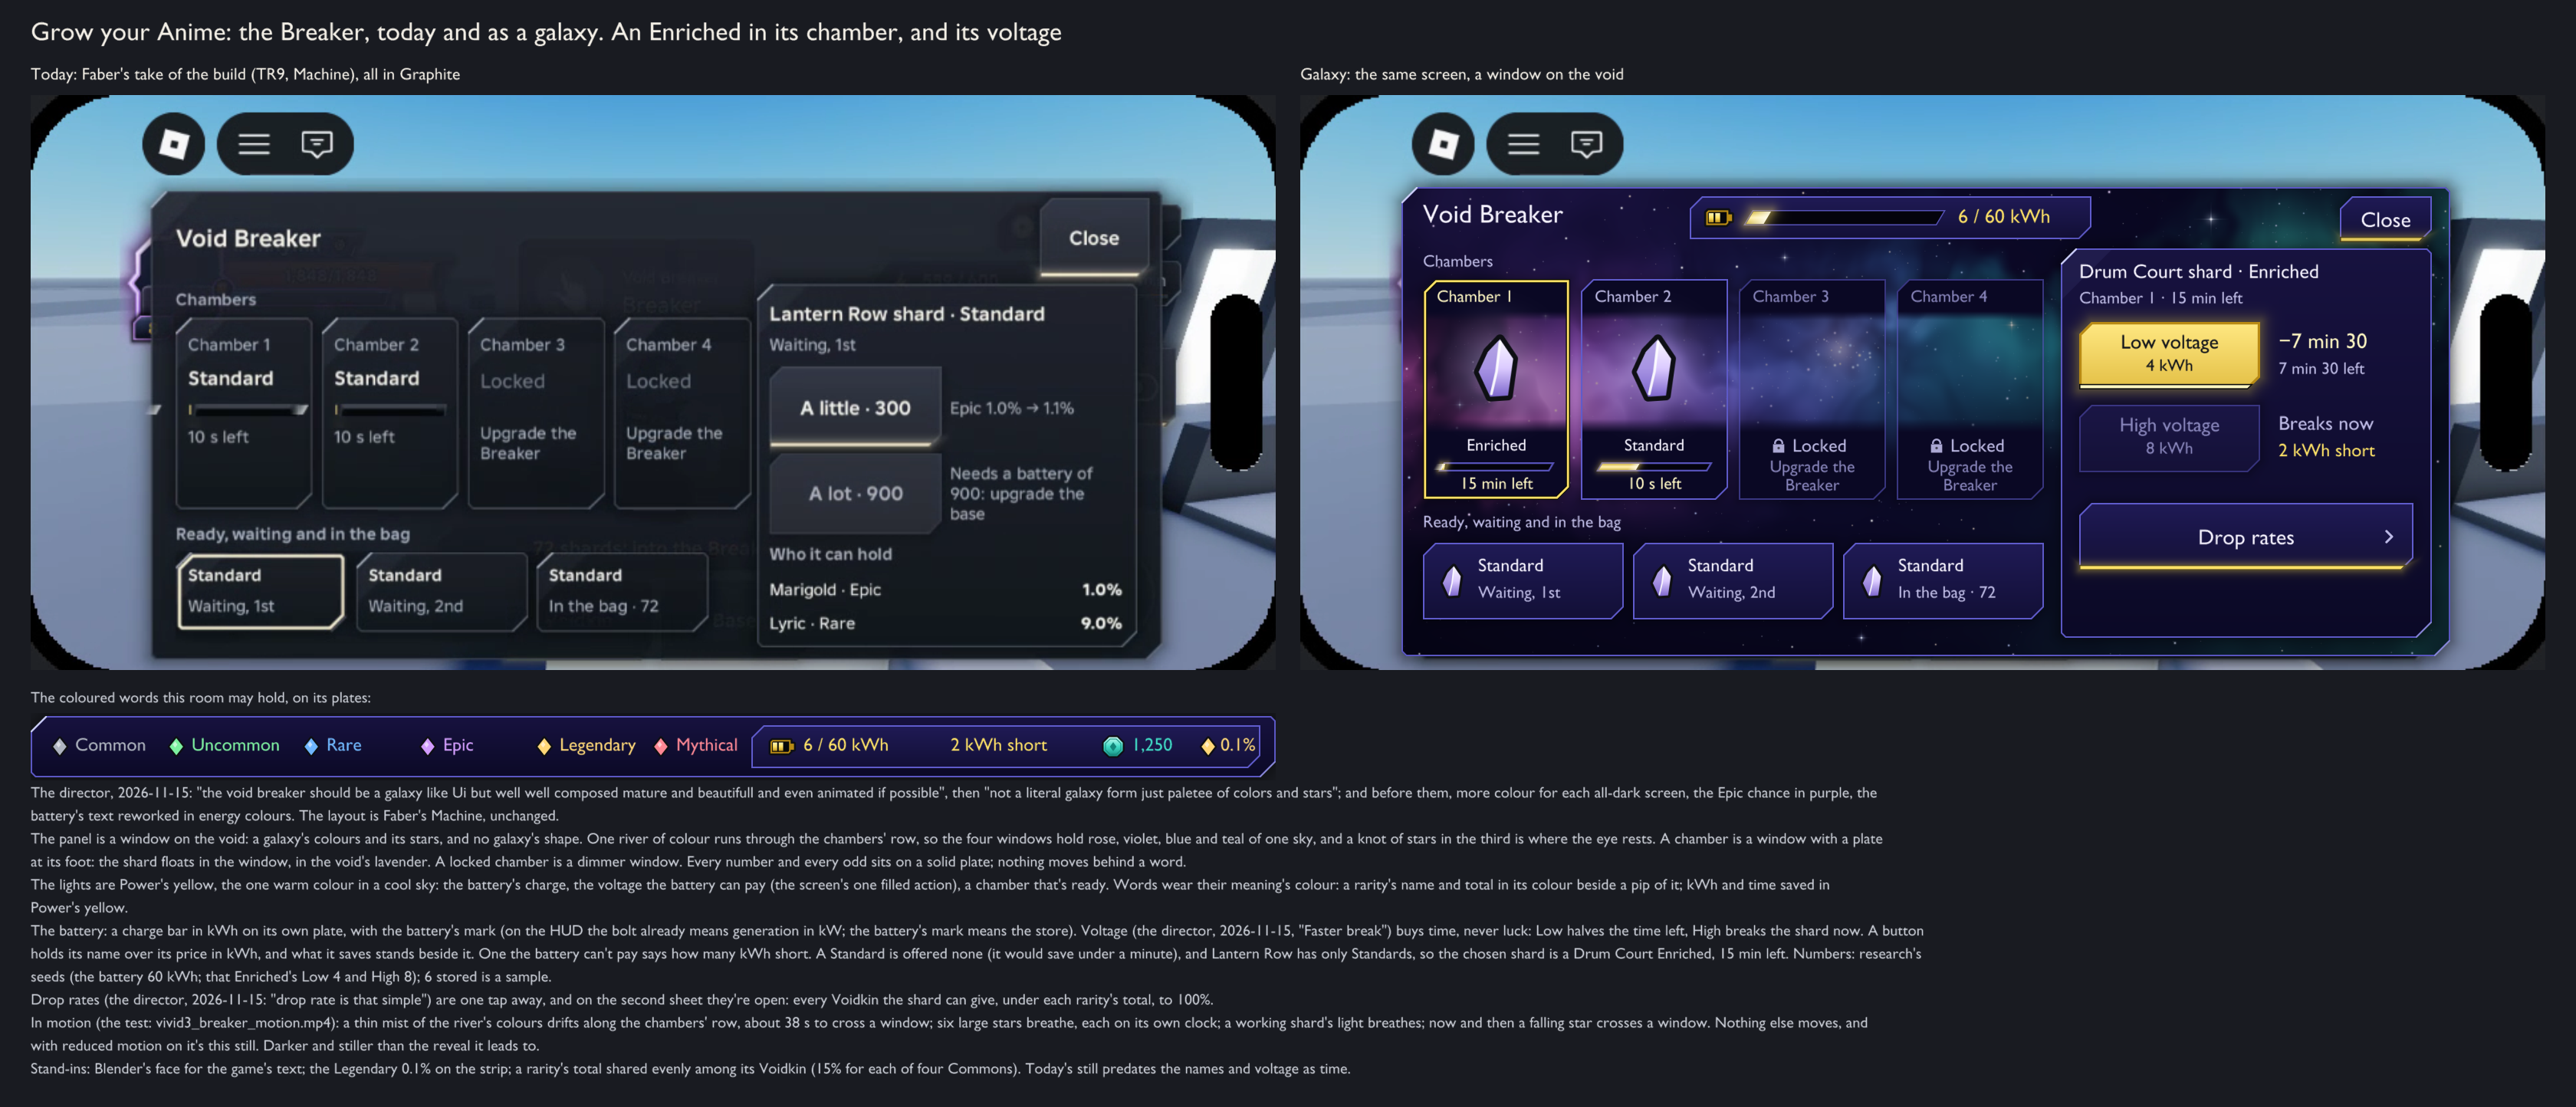 Grow your Anime: the Breaker, today and as a galaxy. An Enriched in its chamber, and its voltage
Today: Faber's take of the build (TR9, Machine), all in Graphite
Void Breaker
Close
Chambers
Chamber 1
Standard
10 s left
Chamber 2
Standard
10 s left
Chamber 3
Locked
Upgrade the
Breaker
Chamber 4
Locked
Upgrade the
Breaker
Ready, waiting and in the bag
Standard
Waiting, 1st
Standard
Waiting, 2nd
Standard
In the bag · 72
Lantern Row shard · Standard
Waiting, 1st
A little · 300
Epic 1.0% → 1.1%
A lot · 900
Needs a battery of
900: upgrade the
base
Who it can hold
Marigold · Epic 1.0%
Lyric · Rare 9.0%
Galaxy: the same screen, a window on the void
Void Breaker
6 / 60 kWh
Close
Chambers
Chamber 1
Enriched
15 min left
Chamber 2
Standard
10 s left
Chamber 3
Locked
Upgrade the
Breaker
Chamber 4
Locked
Upgrade the
Breaker
Ready, waiting and in the bag
Standard
Waiting, 1st
Standard
Waiting, 2nd
Standard
In the bag · 72
Drum Court shard · Enriched
Chamber 1 · 15 min left
Low voltage
4 kWh
−7 min 30
7 min 30 left
High voltage
8 kWh
Breaks now
2 kWh short
Drop rates
The coloured words this room may hold, on its plates:
Common Uncommon Rare Epic Legendary Mythical 6 / 60 kWh 2 kWh short 1,250 0.1%
The director, 2026-11-15: "the void breaker should be a galaxy like Ui but well well composed mature and beautifull and even animated if possible", then "not a literal galaxy form just paletee of colors and stars"; and before them, more colour for each all-dark screen, the Epic chance in purple, the
battery's text reworked in energy colours. The layout is Faber's Machine, unchanged.
The panel is a window on the void: a galaxy's colours and its stars, and no galaxy's shape. One river of colour runs through the chambers' row, so the four windows hold rose, violet, blue and teal of one sky, and a knot of stars in the third is where the eye rests. A chamber is a window with a plate
at its foot: the shard floats in the window, in the void's lavender. A locked chamber is a dimmer window. Every number and every odd sits on a solid plate; nothing moves behind a word.
The lights are Power's yellow, the one warm colour in a cool sky: the battery's charge, the voltage the battery can pay (the screen's one filled action), a chamber that's ready. Words wear their meaning's colour: a rarity's name and total in its colour beside a pip of it; kWh and time saved in
Power's yellow.
The battery: a charge bar in kWh on its own plate, with the battery's mark (on the HUD the bolt already means generation in kW; the battery's mark means the store). Voltage (the director, 2026-11-15, "Faster break") buys time, never luck: Low halves the time left, High breaks the shard now. A button
holds its name over its price in kWh, and what it saves stands beside it. One the battery can't pay says how many kWh short. A Standard is offered none (it would save under a minute), and Lantern Row has only Standards, so the chosen shard is a Drum Court Enriched, 15 min left. Numbers: research's
seeds (the battery 60 kWh; that Enriched's Low 4 and High 8); 6 stored is a sample.
Drop rates (the director, 2026-11-15: "drop rate is that simple") are one tap away, and on the second sheet they're open: every Voidkin the shard can give, under each rarity's total, to 100%.
In motion (the test: vivid3_breaker_motion.mp4): a thin mist of the river's colours drifts along the chambers' row, about 38 s to cross a window; six large stars breathe, each on its own clock; a working shard's light breathes; now and then a falling star crosses a window. Nothing else moves, and
with reduced motion on it's this still. Darker and stiller than the reveal it leads to.
Stand-ins: Blender's face for the game's text; the Legendary 0.1% on the strip; a rarity's total shared evenly among its Voidkin (15% for each of four Commons). Today's still predates the names and voltage as time.